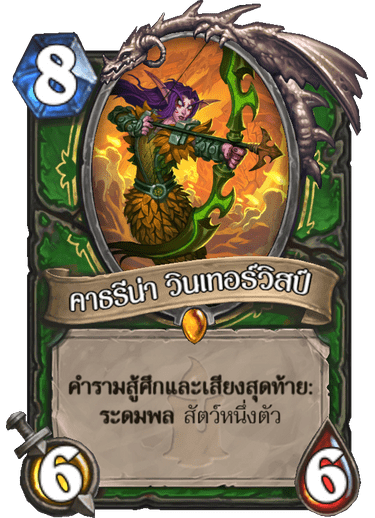 8
คาธรีน่า วินเทอร์วิสป์
คำรามสู้ศึกและเสียงสุดท้าย:
ระดมพล สัตว์หนึ่งตัว
6
6